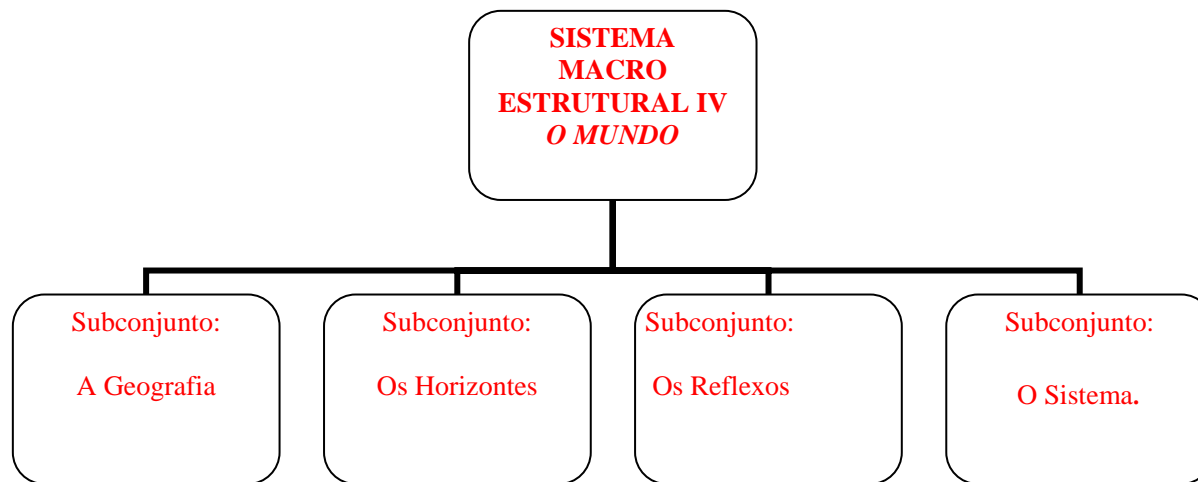 SISTEMA
MACRO
ESTRUTURAL IV
O MUNDO
Subconjunto:
A Geografia
Subconjunto:
Os Horizontes
Subconjunto:
Os Reflexos
Subconjunto:
O Sistema.